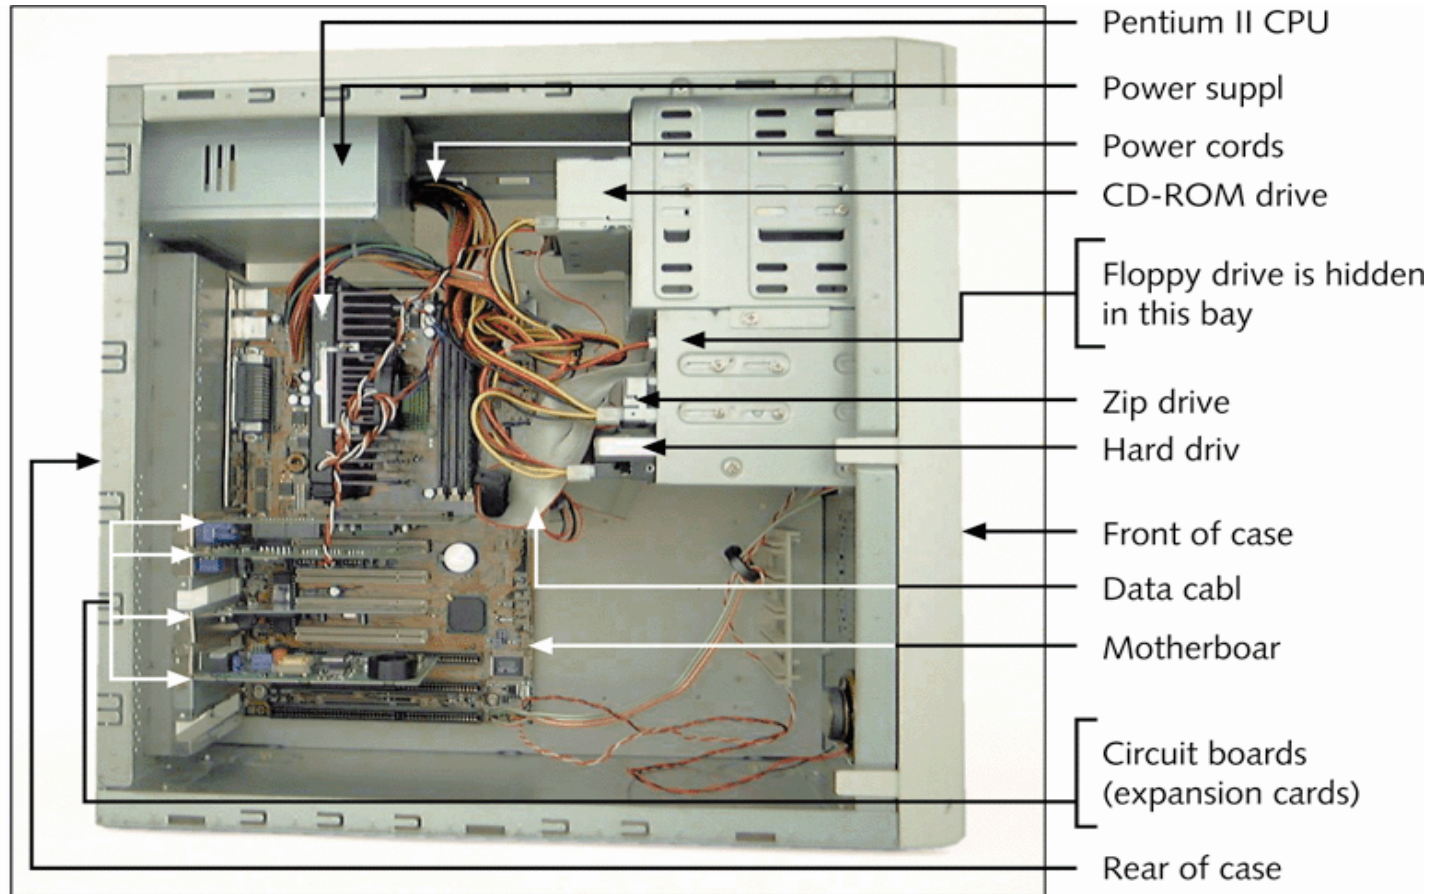 Pentium II CPU
Power suppl
Power cords
CD-ROM drive
Floppy drive is hidden
in this bay
Zip drive
Hard driv
Front of case
Data cabl
Motherboar
Circuit boards
(expansion cards)
Rear of case